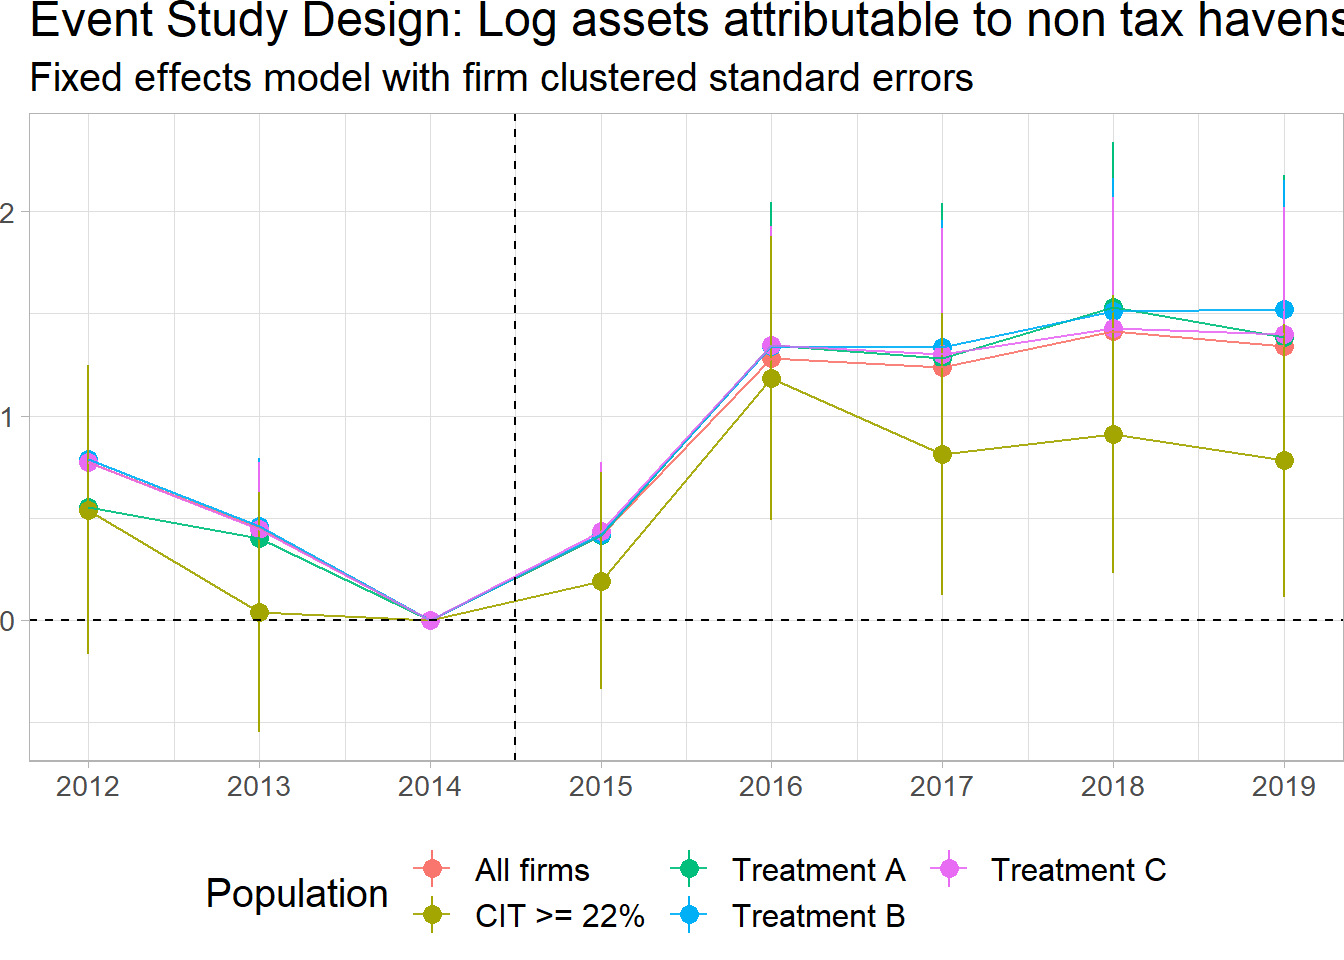 Event Study Design: Log assets attributable to non tax havens
Fixed effects model with firm clustered standard errors
2
1
0
2012 2013 2014 2015 2016 2017 2018 2019
Population
All firms Treatment A Treatment C
CIT >= 22% Treatment B